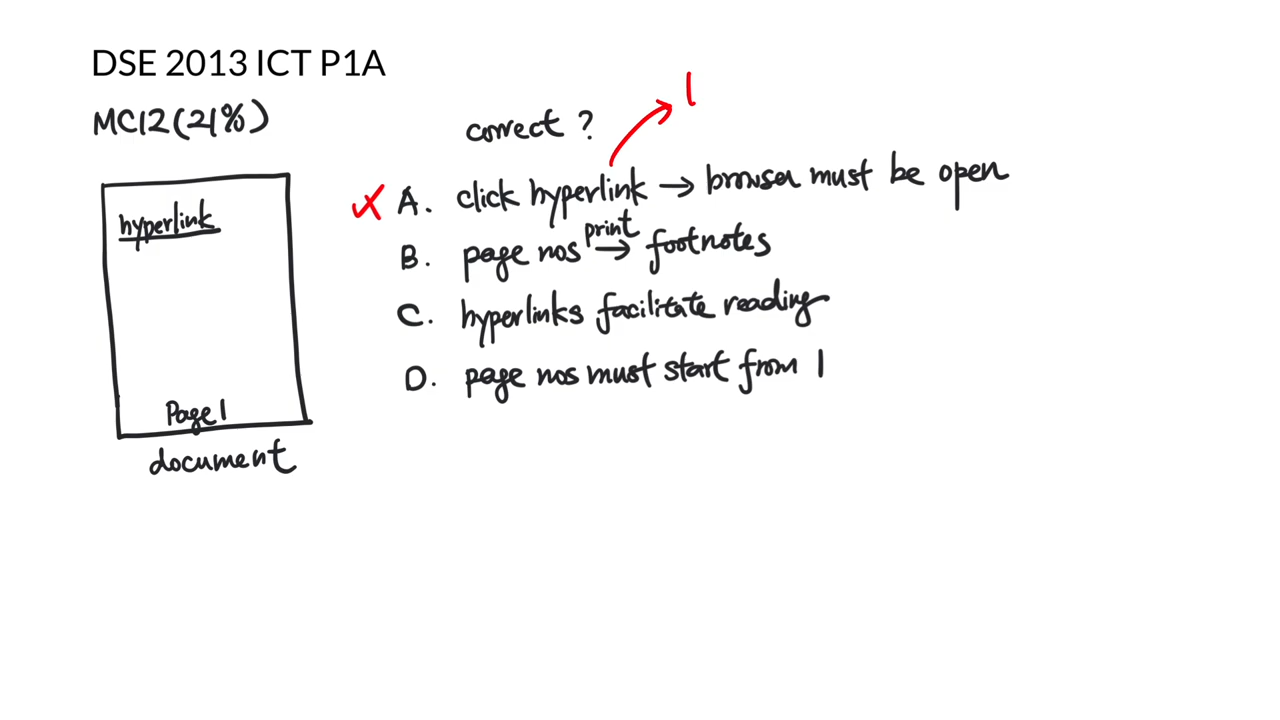 DSE 2013 ICT P1A
MC12 (21%)
correct ?
hyperlink
Page 1
document
✗ A. click hyperlink → browser must be open
B. page nos print → footnotes
C. hyperlinks facilitate reading
D. page nos must start from 1